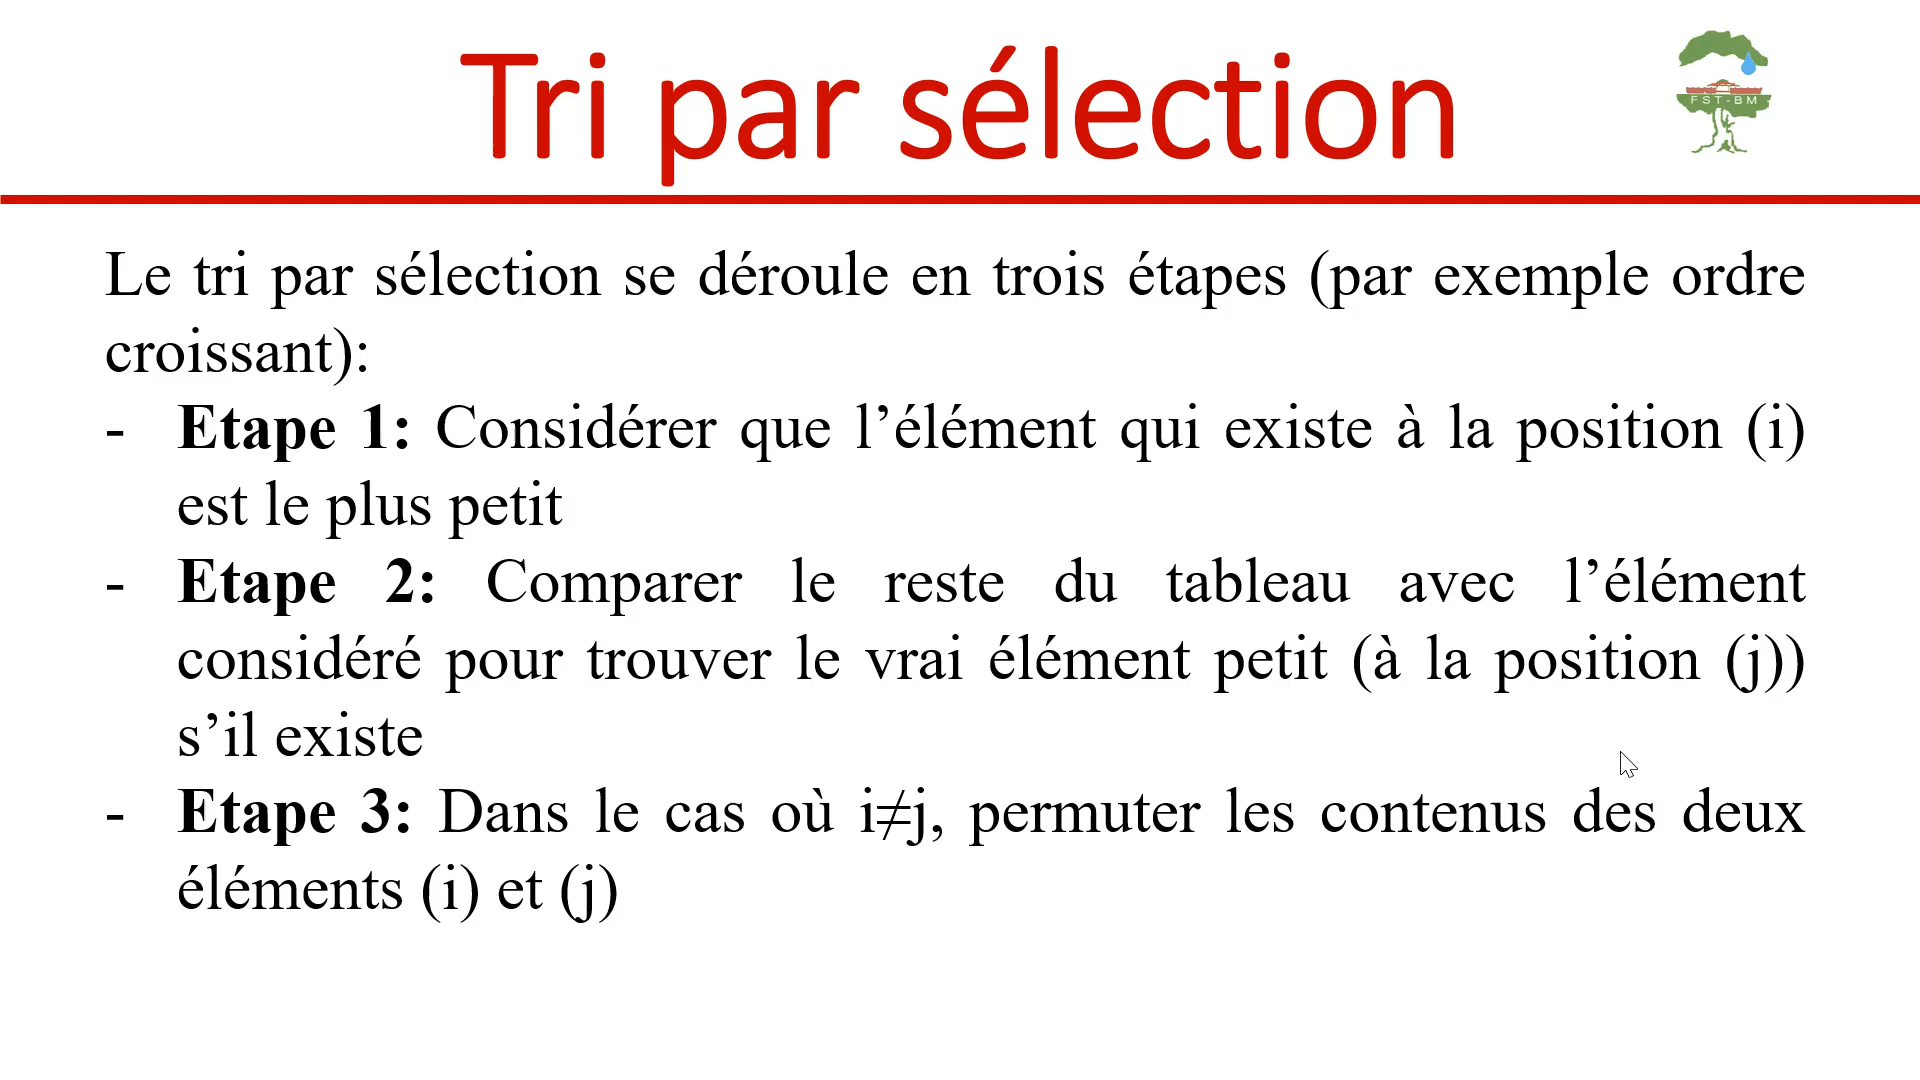 Tri par sélection
FST-BM
Le tri par sélection se déroule en trois étapes (par exemple ordre
croissant):
- Etape 1: Considérer que l’élément qui existe à la position (i)
est le plus petit
- Etape 2: Comparer le reste du tableau avec l’élément
considéré pour trouver le vrai élément petit (à la position (j))
s’il existe
- Etape 3: Dans le cas où i≠j, permuter les contenus des deux
éléments (i) et (j)